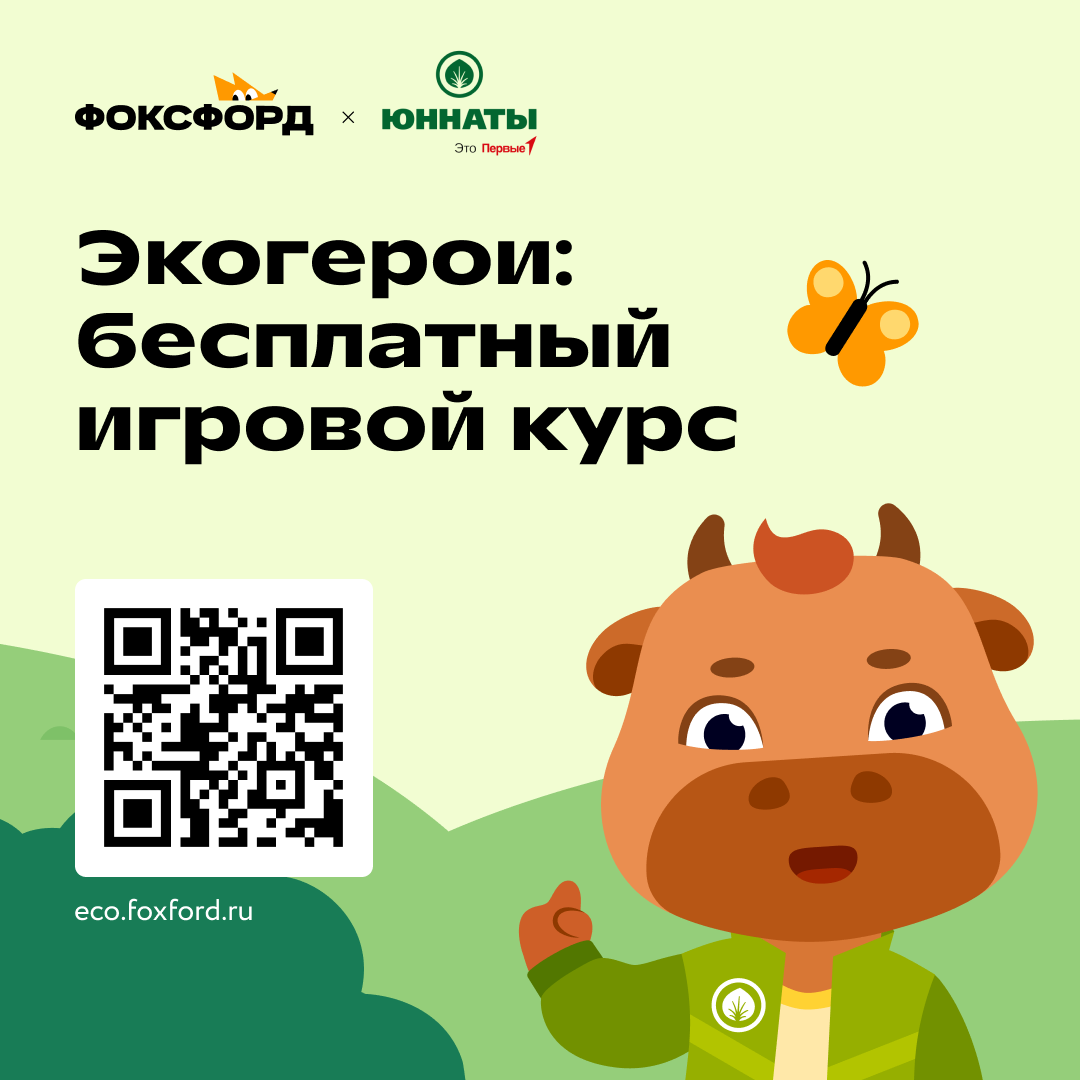 ФОКСФОРД × ЮННАТЫ
Это Первые
Экогерои:
бесплатный
игровой курс
eco.foxford.ru